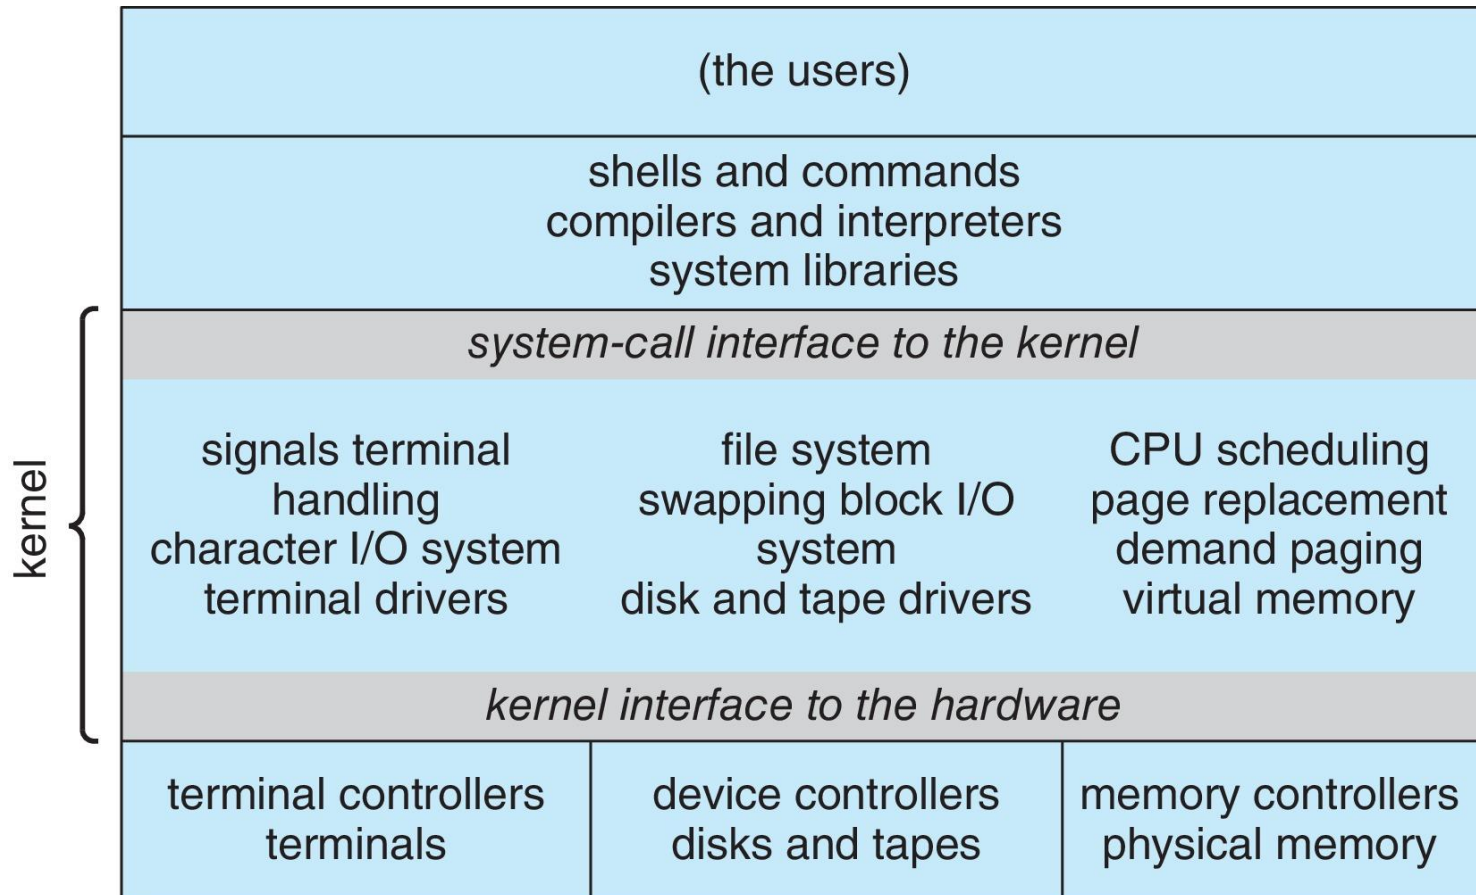 (the users)
shells and commands
compilers and interpreters
system libraries
system-call interface to the kernel
kernel
signals terminal
handling
character I/O system
terminal drivers
file system
swapping block I/O
system
disk and tape drivers
CPU scheduling
page replacement
demand paging
virtual memory
kernel interface to the hardware
terminal controllers
terminals
device controllers
disks and tapes
memory controllers
physical memory